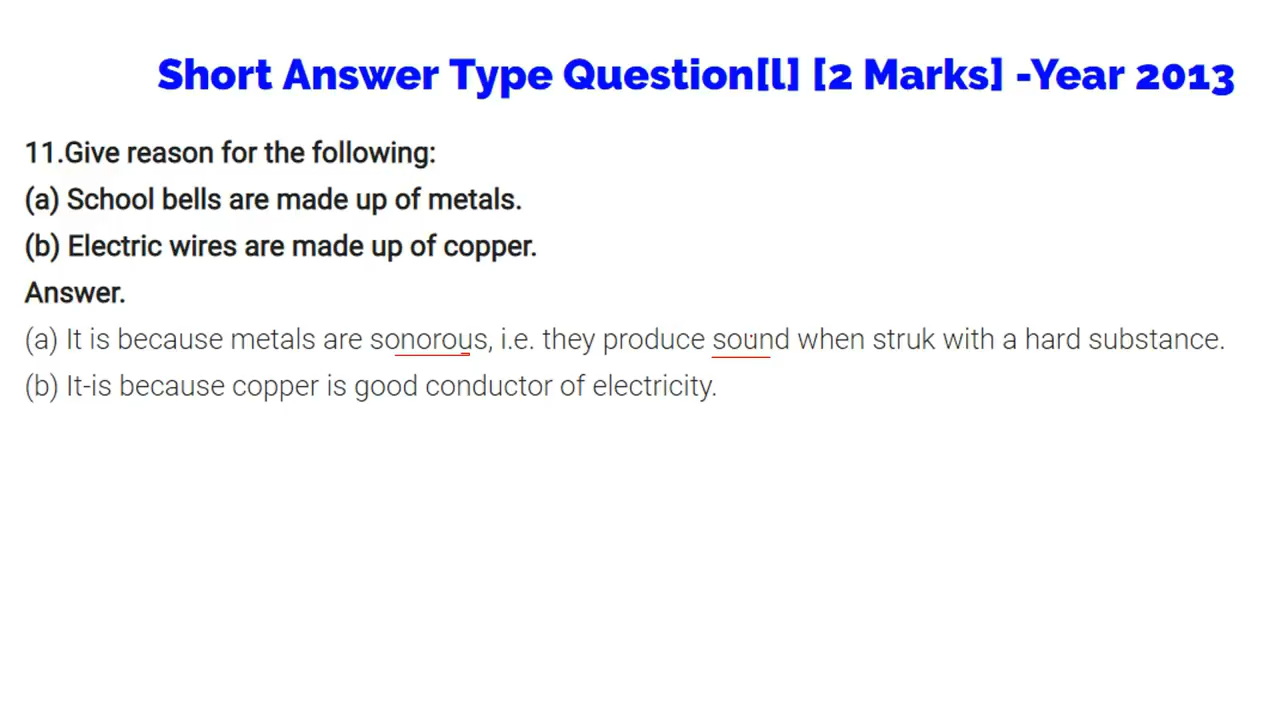 Short Answer Type Question[l] [2 Marks] -Year 2013
11.Give reason for the following:
(a) School bells are made up of metals.
(b) Electric wires are made up of copper.
Answer.
(a) It is because metals are sonorous, i.e. they produce sound when struk with a hard substance.
(b) It-is because copper is good conductor of electricity.